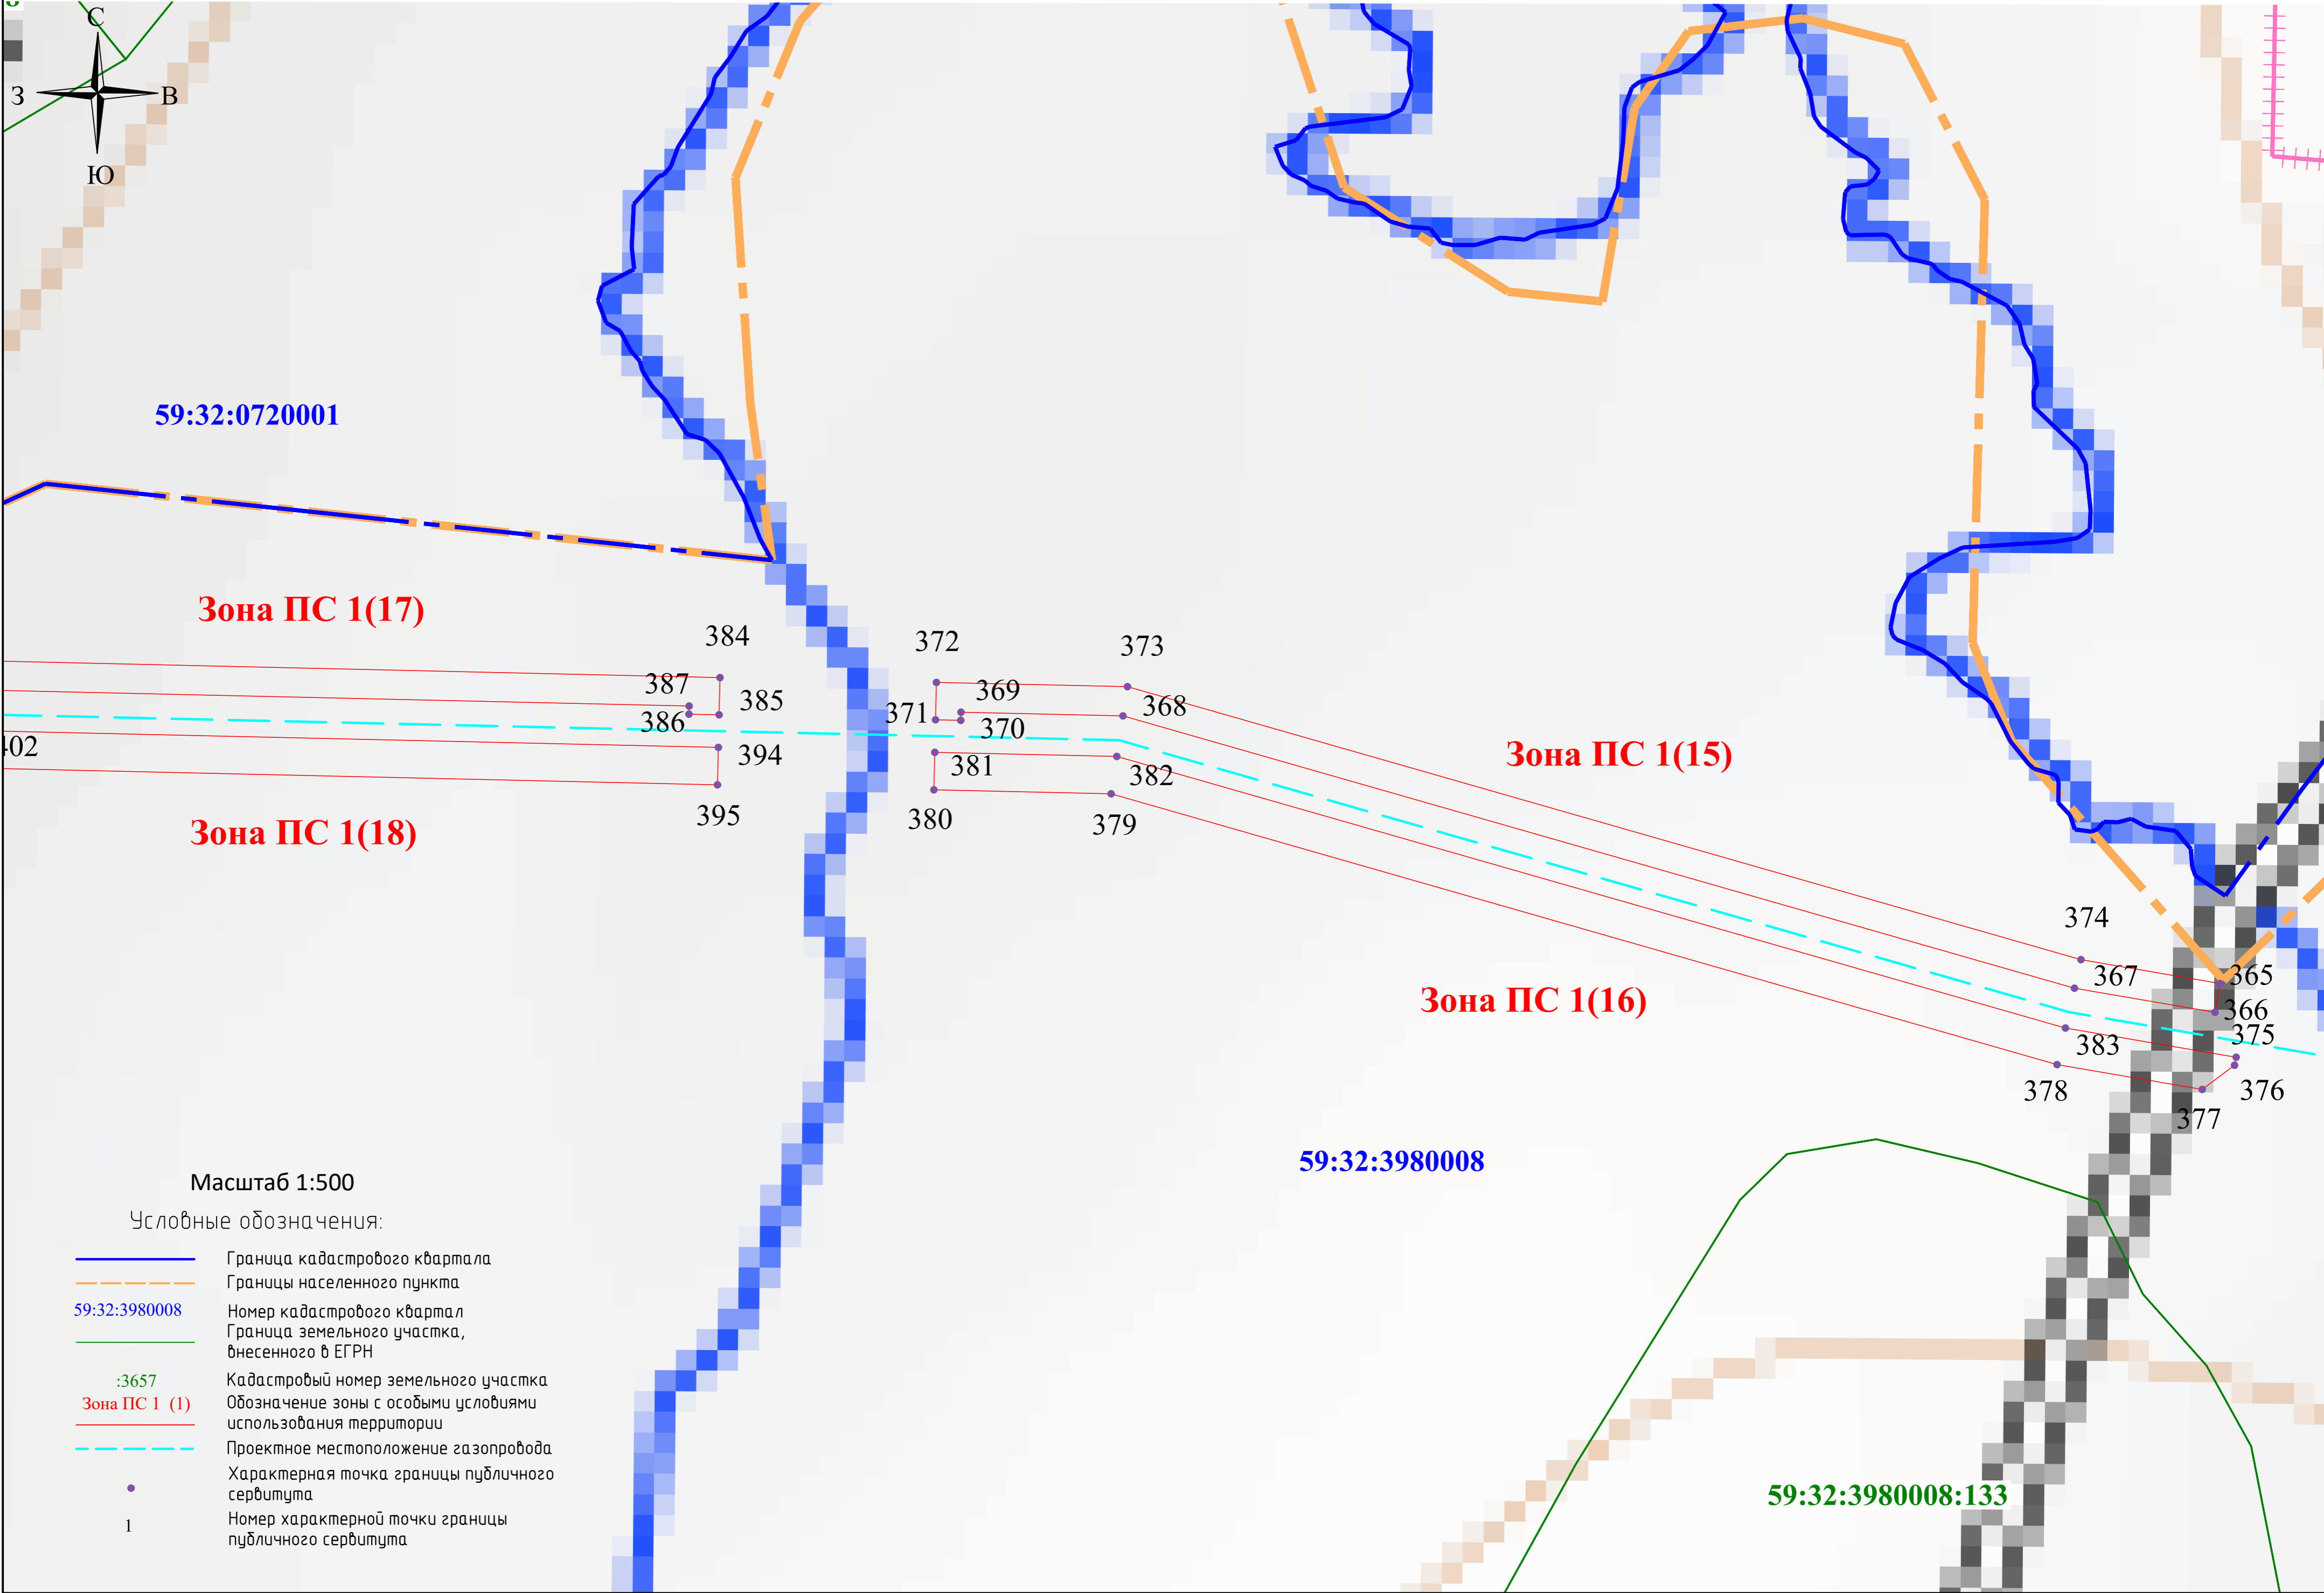 С
З
В
Ю
59:32:0720001
Зона ПС 1(17)
384
372
373
387
385
369
368
371
386
370
402
394
381
382
Зона ПС 1(15)
395
380
379
Зона ПС 1(18)
374
367
365
Зона ПС 1(16)
366
375
383
378
376
377
59:32:3980008
Масштаб 1:500
Условные обозначения:
Граница кадастрового квартала
Границы населенного пункта
59:32:3980008
Номер кадастрового квартал
Граница земельного участка,
внесенного в ЕГРН
:3657
Кадастровый номер земельного участка
Зона ПС 1 (1)
Обозначение зоны с особыми условиями
использования территории
Проектное местоположение газопровода
Характерная точка границы публичного
сервитута
1
Номер характерной точки границы
публичного сервитута
59:32:3980008:133